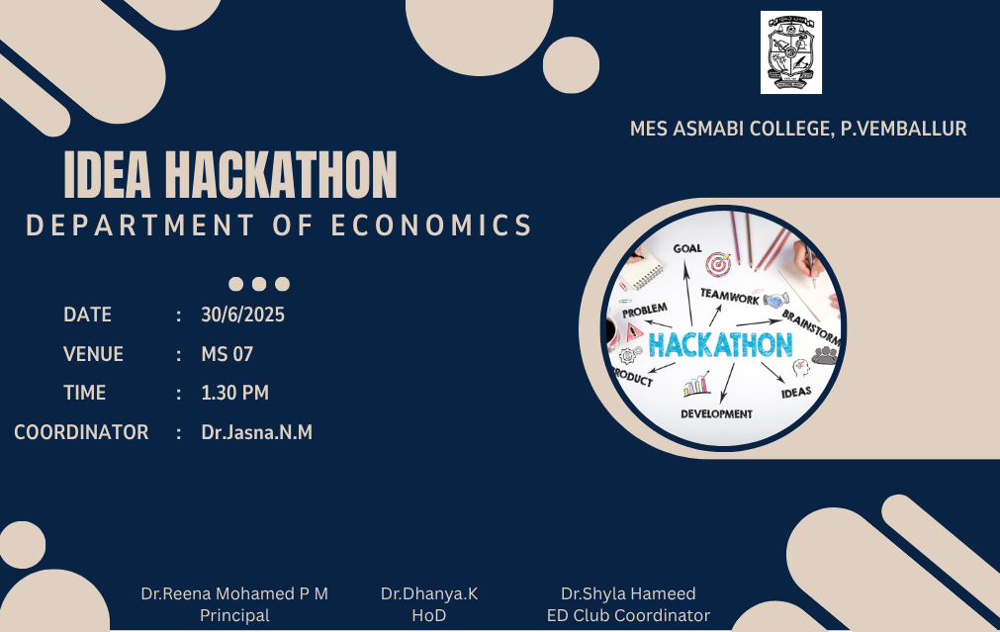 MES ASMABI COLLEGE, P.VEMBALLUR
IDEA HACKATHON
DEPARTMENT OF ECONOMICS
DATE : 30/6/2025
VENUE : MS 07
TIME : 1.30 PM
COORDINATOR : Dr.Jasna.N.M
GOAL
TEAMWORK
PROBLEM
BRAINSTORM
HACKATHON
PRODUCT
IDEAS
DEVELOPMENT
Dr.Reena Mohamed P M
Principal
Dr.Dhanya.K
HoD
Dr.Shyla Hameed
ED Club Coordinator